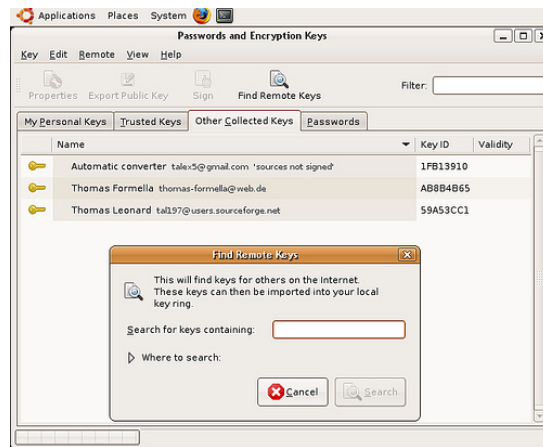 Applications Places System
Passwords and Encryption Keys
Key Edit Remote View Help
Properties Export Public Key Sign Find Remote Keys Filter:
My Personal Keys Trusted Keys Other Collected Keys Passwords
Name Key ID Validity
Automatic converter talex5@gmail.com 'sources not signed' 1FB13910
Thomas Formella thomas-formella@web.de AB8B4B65
Thomas Leonard tal197@users.sourceforge.net 59A53CC1
Find Remote Keys
This will find keys for others on the Internet.
These keys can then be imported into your local
key ring.
Search for keys containing:
Where to search:
Cancel Search